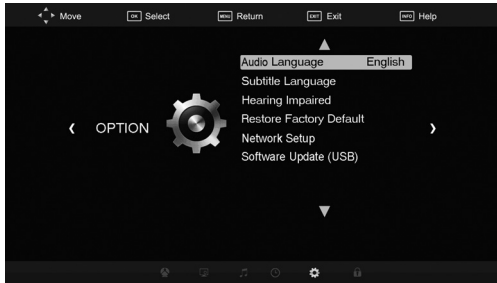 Move OK Select MENU Return EXIT Exit INFO Help
Audio Language English
Subtitle Language
Hearing Impaired
OPTION
Restore Factory Default
Network Setup
Software Update (USB)